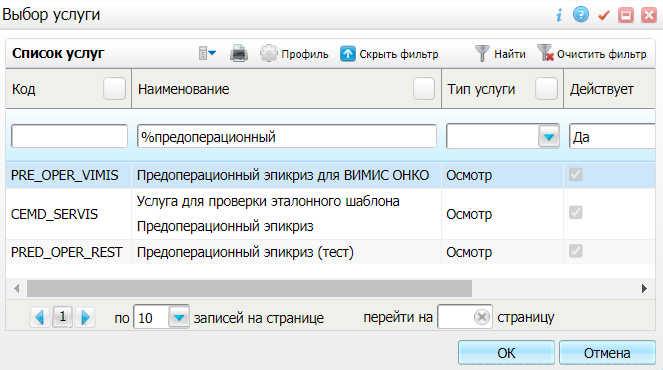 Выбор услуги
Список услуг Профиль Скрыть фильтр Найти Очистить фильтр
Код Наименование Тип услуги Действует
%предоперационный Да
PRE_OPER_VIMIS Предоперационный эпикриз для ВИМИС ОНКО Осмотр
CEMD_SERVIS Услуга для проверки эталонного шаблона
Предоперационный эпикриз Осмотр
PRED_OPER_REST Предоперационный эпикриз (тест) Осмотр
1 по 10 записей на странице перейти на страницу
ОК Отмена